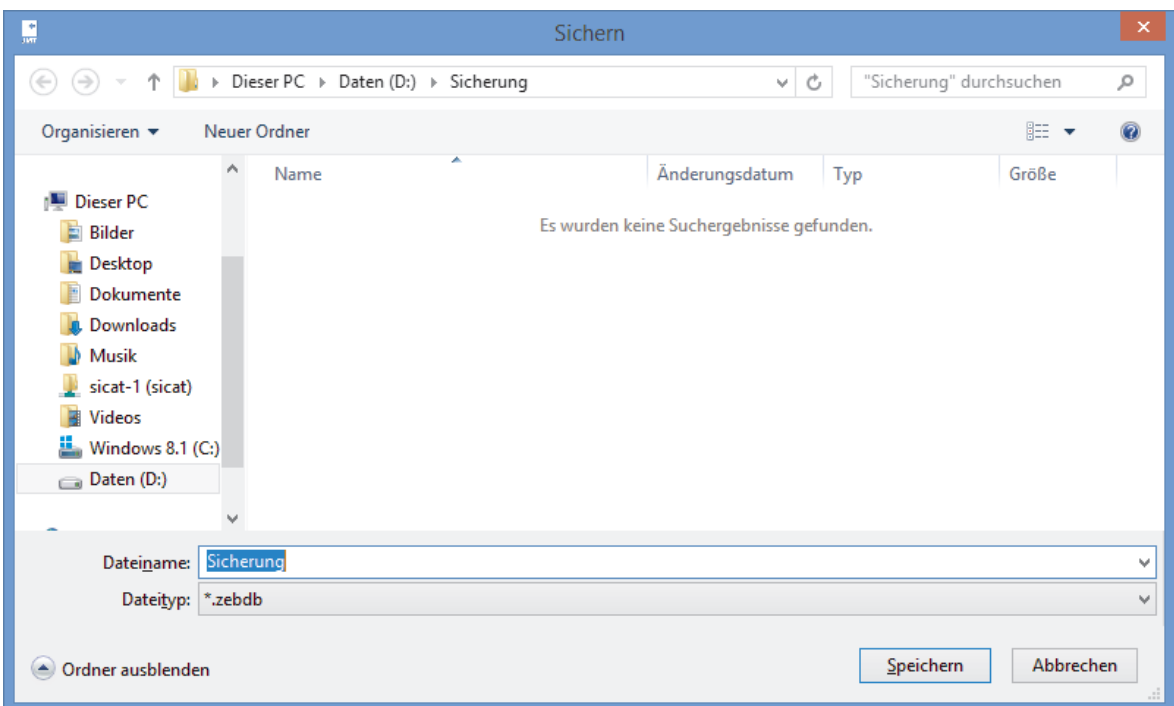 JMT
Sichern
Dieser PC Daten (D:) Sicherung
"Sicherung" durchsuchen
Organisieren
Neuer Ordner
Name
Änderungsdatum
Typ
Größe
Es wurden keine Suchergebnisse gefunden.
Dieser PC
Bilder
Desktop
Dokumente
Downloads
Musik
sicat-1 (sicat)
Videos
Windows 8.1 (C:)
Daten (D:)
Dateiname: Sicherung
Dateityp: *.zebdb
Ordner ausblenden
Speichern
Abbrechen